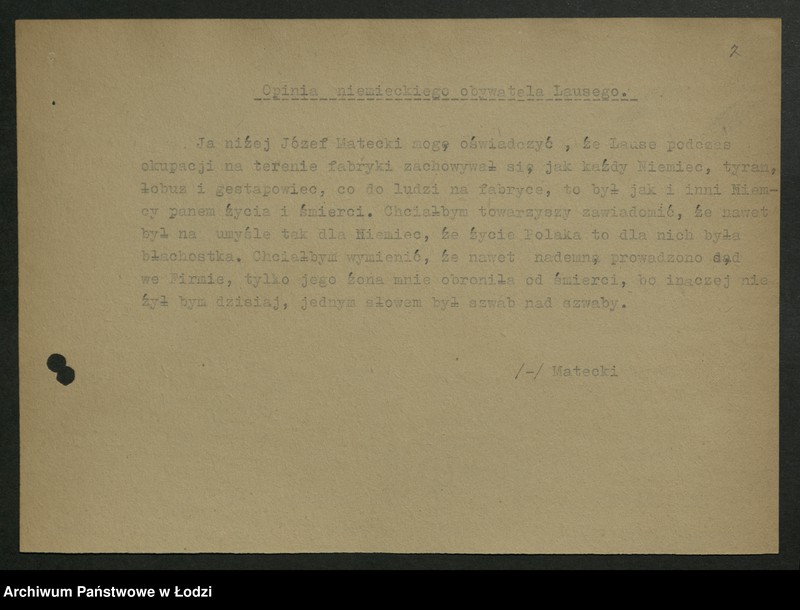 2
Opinia niemieckiego obywatela Lausego.
Ja niżej Józef Matecki mogę oświadczyć , że Lause podczas
okupacji na terenie fabryki zachowywał się jak każdy Niemiec, tyran,
łobuz i gestapowiec, co do ludzi na fabryce, to był jak i inni Niem-
cy panem życia i śmierci. Chciałbym towarzyszy zawiadomić, że nawet
był na umyśle tak dla Niemiec, że życie Polaka to dla nich była
błachostka. Chciałbym wymienić, że nawet nademną prowadzono sąd
we Firmie, tylko jego żona mnie obroniła od śmierci, bo inaczej nie
żył bym dzisiaj, jednym słowem był szwab nad szwaby.
/-/ Matecki
Archiwum Państwowe w Łodzi